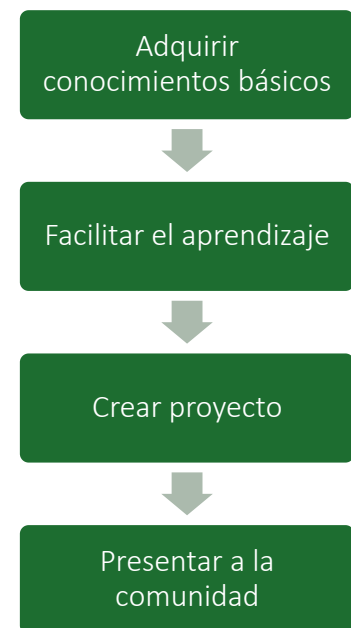 Adquirir
conocimientos básicos
Facilitar el aprendizaje
Crear proyecto
Presentar a la
comunidad